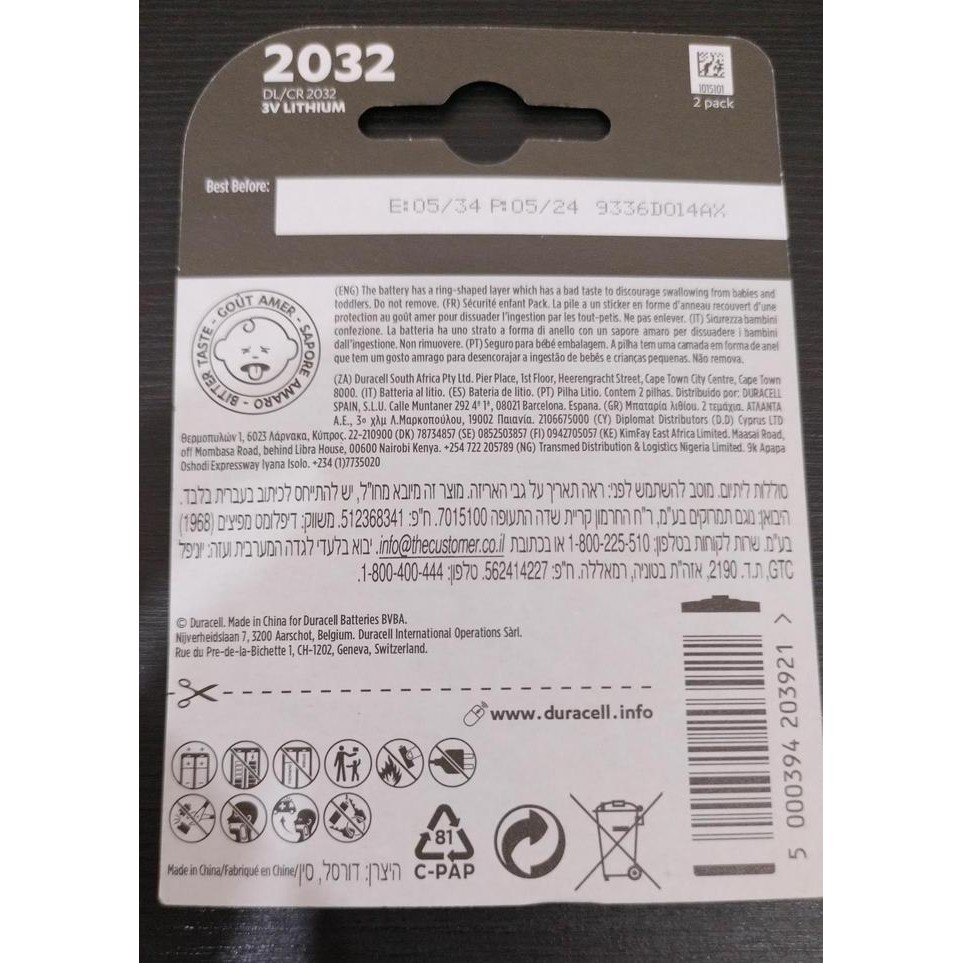 2032
DL/CR 2032
3V LITHIUM
1015101
2 pack
Best Before:
E:05/34 P:05/24 9336D014AX
GOÛT AMER - SAPORE AMARO - BITTER TASTE -
(ENG) The battery has a ring-shaped layer which has a bad taste to discourage swallowing from babies and
toddlers. Do not remove. (FR) Sécurité enfant Pack. La pile a un sticker en forme d'anneau recouvert d'une
protection au goût amer pour dissuader l'ingestion par les tout-petis. Ne pas enlever. (IT) Sicurezza bambini
confezione. La batteria ha uno strato a forma di anello con un sapore amaro per dissuadere i bambini
dall'ingestione. Non rimuovere. (PT) Seguro para bébé embalagem. A pilha tem uma camada em forma de anel
que tem um gosto amrago para desencorajar a ingestão de bebês e crianças pequenas. Não remova.
(ZA) Duracell South Africa Pty Ltd. Pier Place, 1st Floor, Heerengracht Street, Cape Town City Centre, Cape Town
8000. (IT) Batteria al litio. (ES) Bateria de litio. (PT) Pilha Litio. Contem 2 pilhas. Distribuido por: DURACELL
SPAIN, S.L.U. Calle Muntaner 292 4º 1ª, 08021 Barcelona. Espana. (GR) Μπαταρία λιθίου. 2 τεμάχια. ΑΤΛΑΝΤΑ
Α.Ε., 3ο χλμ Λ.Μαρκοπούλου, 19002 Παιανία. 2106675000 (CY) Diplomat Distributors (D.D) Cyprus LTD
Θερμοπυλών 1, 6023 Λάρνακα, Κύπρος. 22-210900 (DK) 78734857 (SE) 0852503857 (FI) 0942705057 (KE) KimFay East Africa Limited. Maasai Road,
off Mombasa Road, behind Libra House, 00600 Nairobi Kenya. +254 722 205789 (NG) Transmed Distribution & Logistics Nigeria Limited. 9k Apapa
Oshodi Expressway Iyana Isolo. +234 (1)7735020
סוללות ליתיום. מוטב להשתמש לפני: ראה תאריך על גבי האריזה. מוצר זה מיובא מחו"ל, יש להתייחס לכיתוב בעברית בלבד.
היבואן: נוגם תמרוקים בע"מ, ר"ח החרמון קרית שדה התעופה 7015100. ח"פ: 512368341. משווק: דיפלומט מפיצים (1968)
בע"מ. שרות לקוחות בטלפון: 1-800-225-510 או בכתובת info@thecustomer.co.il. יבוא בלעדי לגדה המערבית ועזה: יוניפל
GTC, ת.ד. 2190, אזה"ת בטוניה, רמאללה. ח"פ: 562414227. טלפון: 1-800-400-444.
© Duracell. Made in China for Duracell Batteries BVBA.
Nijverheidslaan 7, 3200 Aarschot, Belgium. Duracell International Operations Sàrl.
Rue du Pre-de-la-Bichette 1, CH-1202, Geneva, Switzerland.
www.duracell.info
5 000394 203921 >
81
C-PAP
Made in China/Fabriqué en Chine/היצרן: דורסל, סין